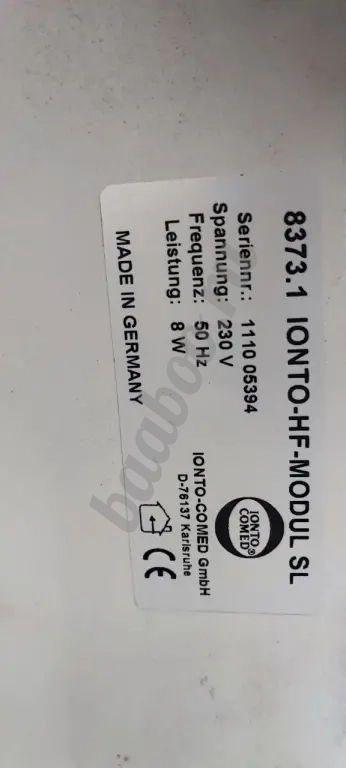 8373.1 IONTO-HF-MODUL SL
Seriennr.: 1110 05394
Spannung: 230 V
Frequenz: 50 Hz
Leistung: 8 W
MADE IN GERMANY
IONTO®
COMED
IONTO-COMED GmbH
D-76137 Karlsruhe
CE